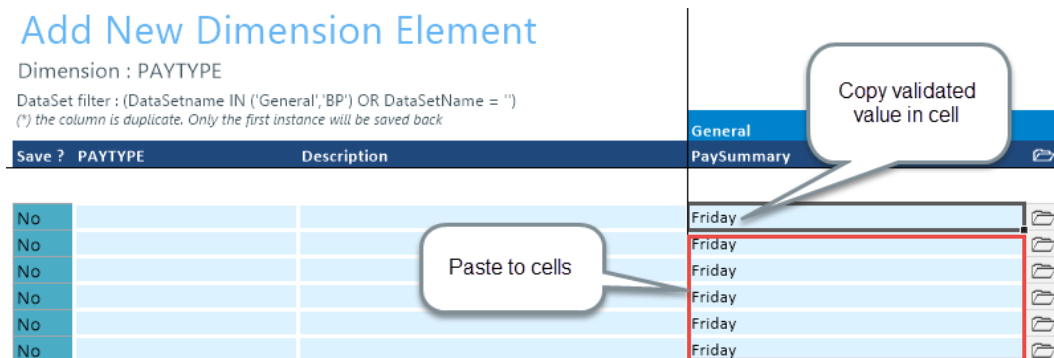 Add New Dimension Element
Dimension : PAYTYPE
DataSet filter : (DataSetname IN ('General','BP') OR DataSetName = '')
(*) the column is duplicate. Only the first instance will be saved back
Copy validated
value in cell
General
Save ? PAYTYPE Description PaySummary
No Friday
No Friday
No Friday
No Friday
No Friday
No Friday
Paste to cells